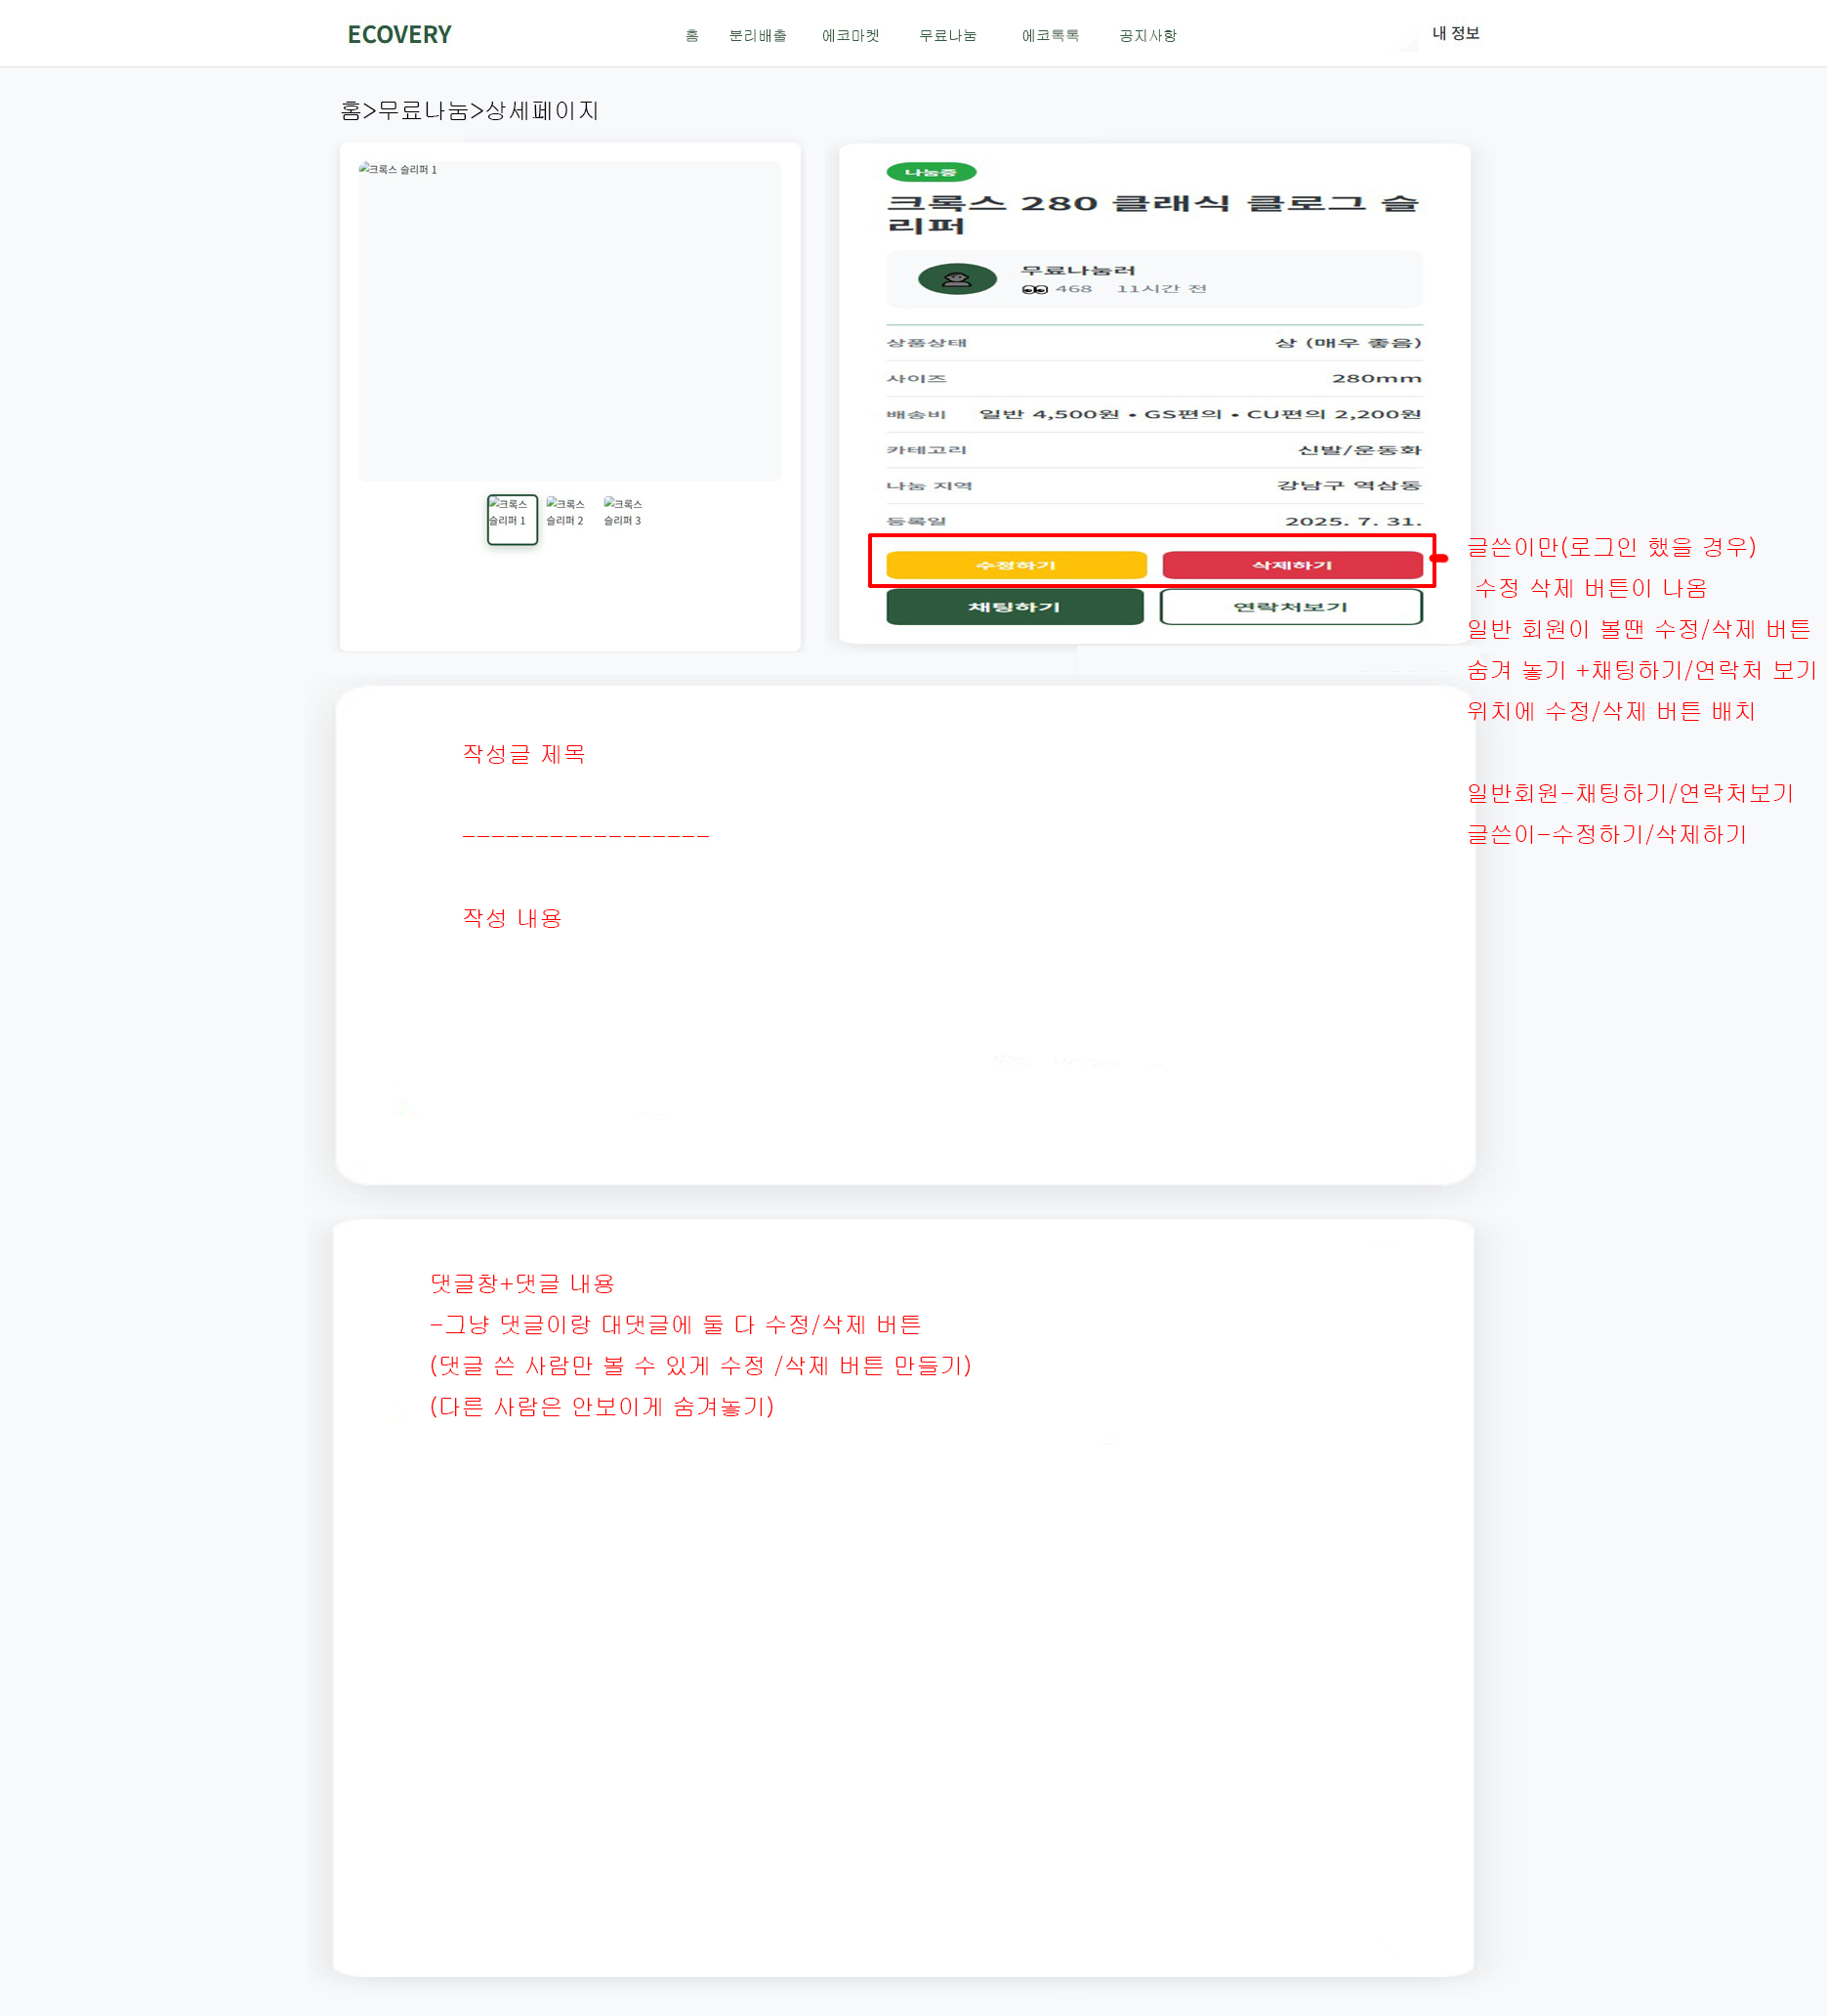 ECOVERY
홈 분리배출 에코마켓 무료나눔 에코톡톡 공지사항
내 정보
홈>무료나눔>상세페이지
크록스 슬리퍼 1
크록스
슬리퍼 1
크록스
슬리퍼 2
크록스
슬리퍼 3
나눔중
크록스 280 클래식 클로그 슬
리퍼
무료나눔러
468 11시간 전
상품상태 상 (매우 좋음)
사이즈 280mm
배송비 일반 4,500원 • GS편의 • CU편의 2,200원
카테고리 신발/운동화
나눔 지역 강남구 역삼동
등록일 2025. 7. 31.
수정하기 삭제하기
채팅하기 연락처보기
글쓴이만(로그인 했을 경우)
수정 삭제 버튼이 나옴
일반 회원이 볼땐 수정/삭제 버튼
숨겨 놓기 +채팅하기/연락처 보기
위치에 수정/삭제 버튼 배치
일반회원-채팅하기/연락처보기
글쓴이-수정하기/삭제하기
작성글 제목
-----------------
작성 내용
댓글창+댓글 내용
-그냥 댓글이랑 대댓글에 둘 다 수정/삭제 버튼
(댓글 쓴 사람만 볼 수 있게 수정 /삭제 버튼 만들기)
(다른 사람은 안보이게 숨겨놓기)